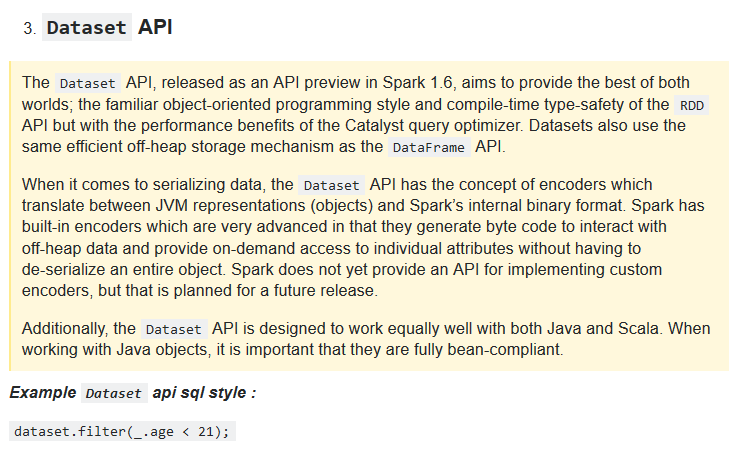 3. Dataset API
The Dataset API, released as an API preview in Spark 1.6, aims to provide the best of both
worlds; the familiar object-oriented programming style and compile-time type-safety of the RDD
API but with the performance benefits of the Catalyst query optimizer. Datasets also use the
same efficient off-heap storage mechanism as the DataFrame API.
When it comes to serializing data, the Dataset API has the concept of encoders which
translate between JVM representations (objects) and Spark’s internal binary format. Spark has
built-in encoders which are very advanced in that they generate byte code to interact with
off-heap data and provide on-demand access to individual attributes without having to
de-serialize an entire object. Spark does not yet provide an API for implementing custom
encoders, but that is planned for a future release.
Additionally, the Dataset API is designed to work equally well with both Java and Scala. When
working with Java objects, it is important that they are fully bean-compliant.
Example Dataset api sql style :
dataset.filter(_.age < 21);